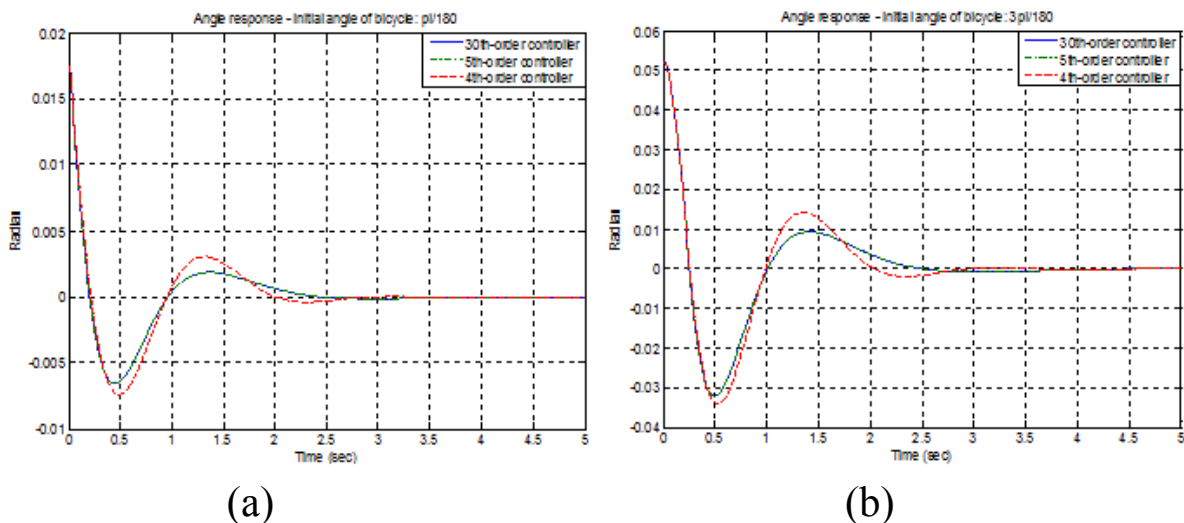 Angle response - Initial angle of bicycle: pi/180
0.02
0.015
0.01
0.005
0
-0.005
-0.01
Radian
30th-order controller
5th-order controller
4th-order controller
0 0.5 1 1.5 2 2.5 3 3.5 4 4.5 5
Time (sec)
(a)
Angle response - Initial angle of bicycle: 3pi/180
0.06
0.05
0.04
0.03
0.02
0.01
0
-0.01
-0.02
-0.03
-0.04
Radian
30th-order controller
5th-order controller
4th-order controller
0 0.5 1 1.5 2 2.5 3 3.5 4 4.5 5
Time (sec)
(b)